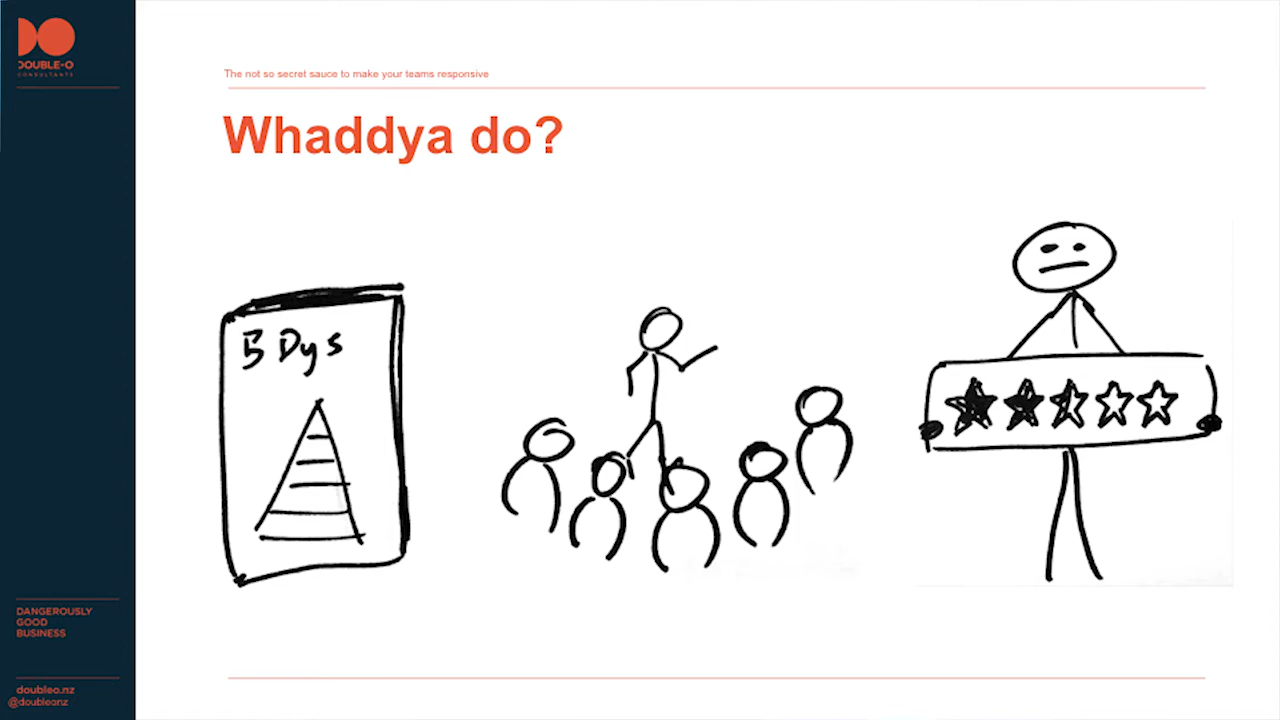 DOUBLE-O
CONSULTANTS
The not so secret sauce to make your teams responsive
Whaddya do?
5 Dys
DANGEROUSLY
GOOD
BUSINESS
doubleo.nz
@doubleonz